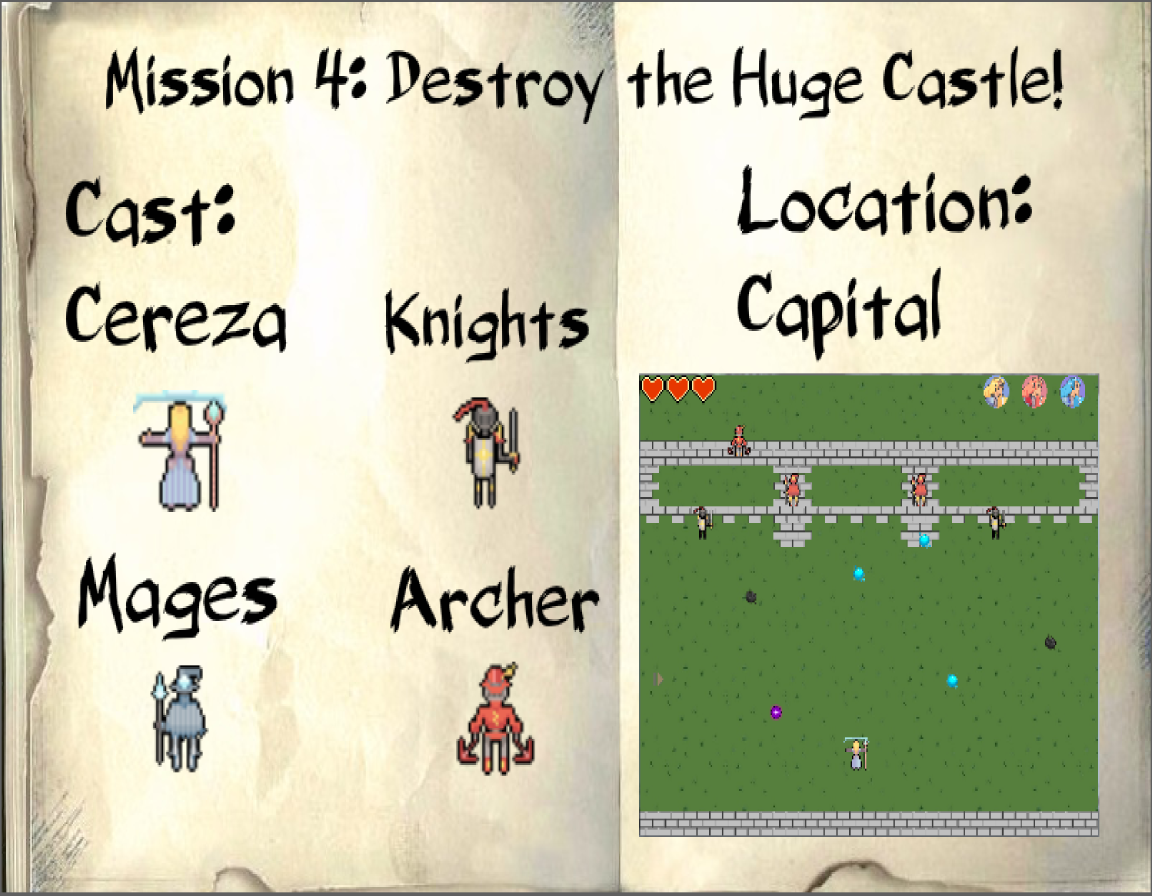 Mission 4: Destroy the Huge Castle!
Cast:
Cereza Knights
Mages Archer
Location:
Capital